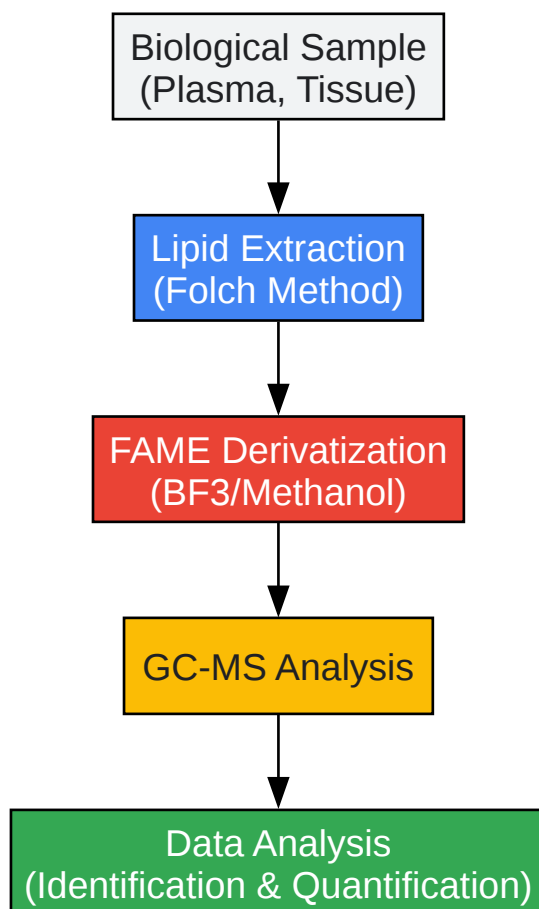 Biological Sample
(Plasma, Tissue)
Lipid Extraction
(Folch Method)
FAME Derivatization
(BF3/Methanol)
GC-MS Analysis
Data Analysis
(Identification & Quantification)